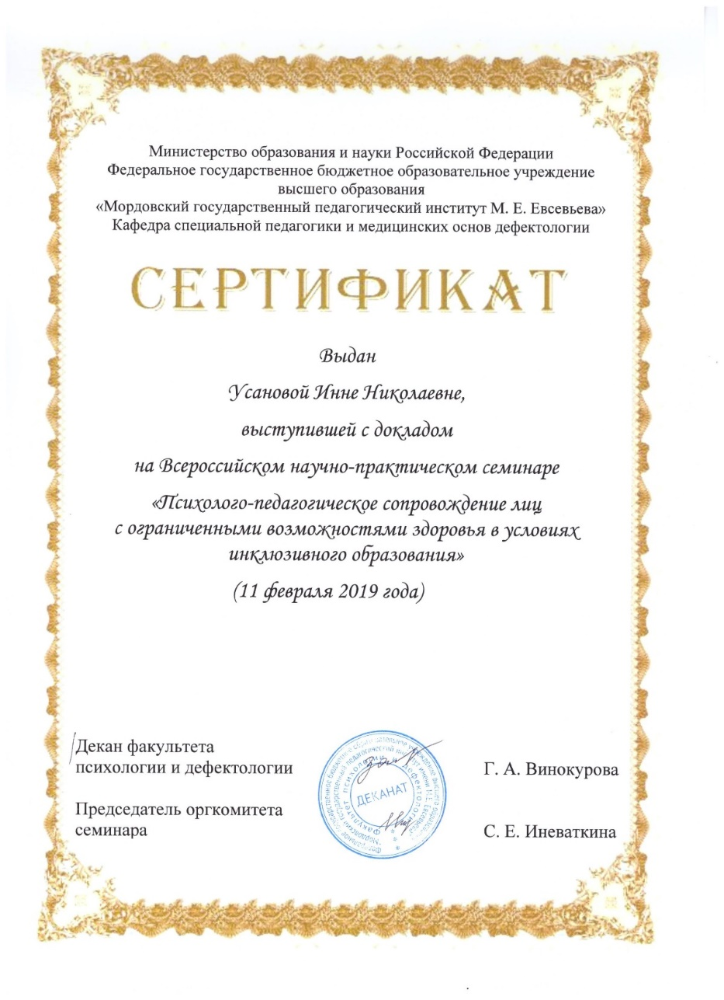 Министерство образования и науки Российской Федерации
Федеральное государственное бюджетное образовательное учреждение
высшего образования
«Мордовский государственный педагогический институт М. Е. Евсевьева»
Кафедра специальной педагогики и медицинских основ дефектологии
СЕРТИФИКАТ
Выдан
Усановой Инне Николаевне,
выступившей с докладом
на Всероссийском научно-практическом семинаре
«Психолого-педагогическое сопровождение лиц
с ограниченными возможностями здоровья в условиях
инклюзивного образования»
(11 февраля 2019 года)
Декан факультета
психологии и дефектологии
Г. А. Винокурова
Председатель оргкомитета
семинара
С. Е. Иневаткина
ДЕКАНАТ